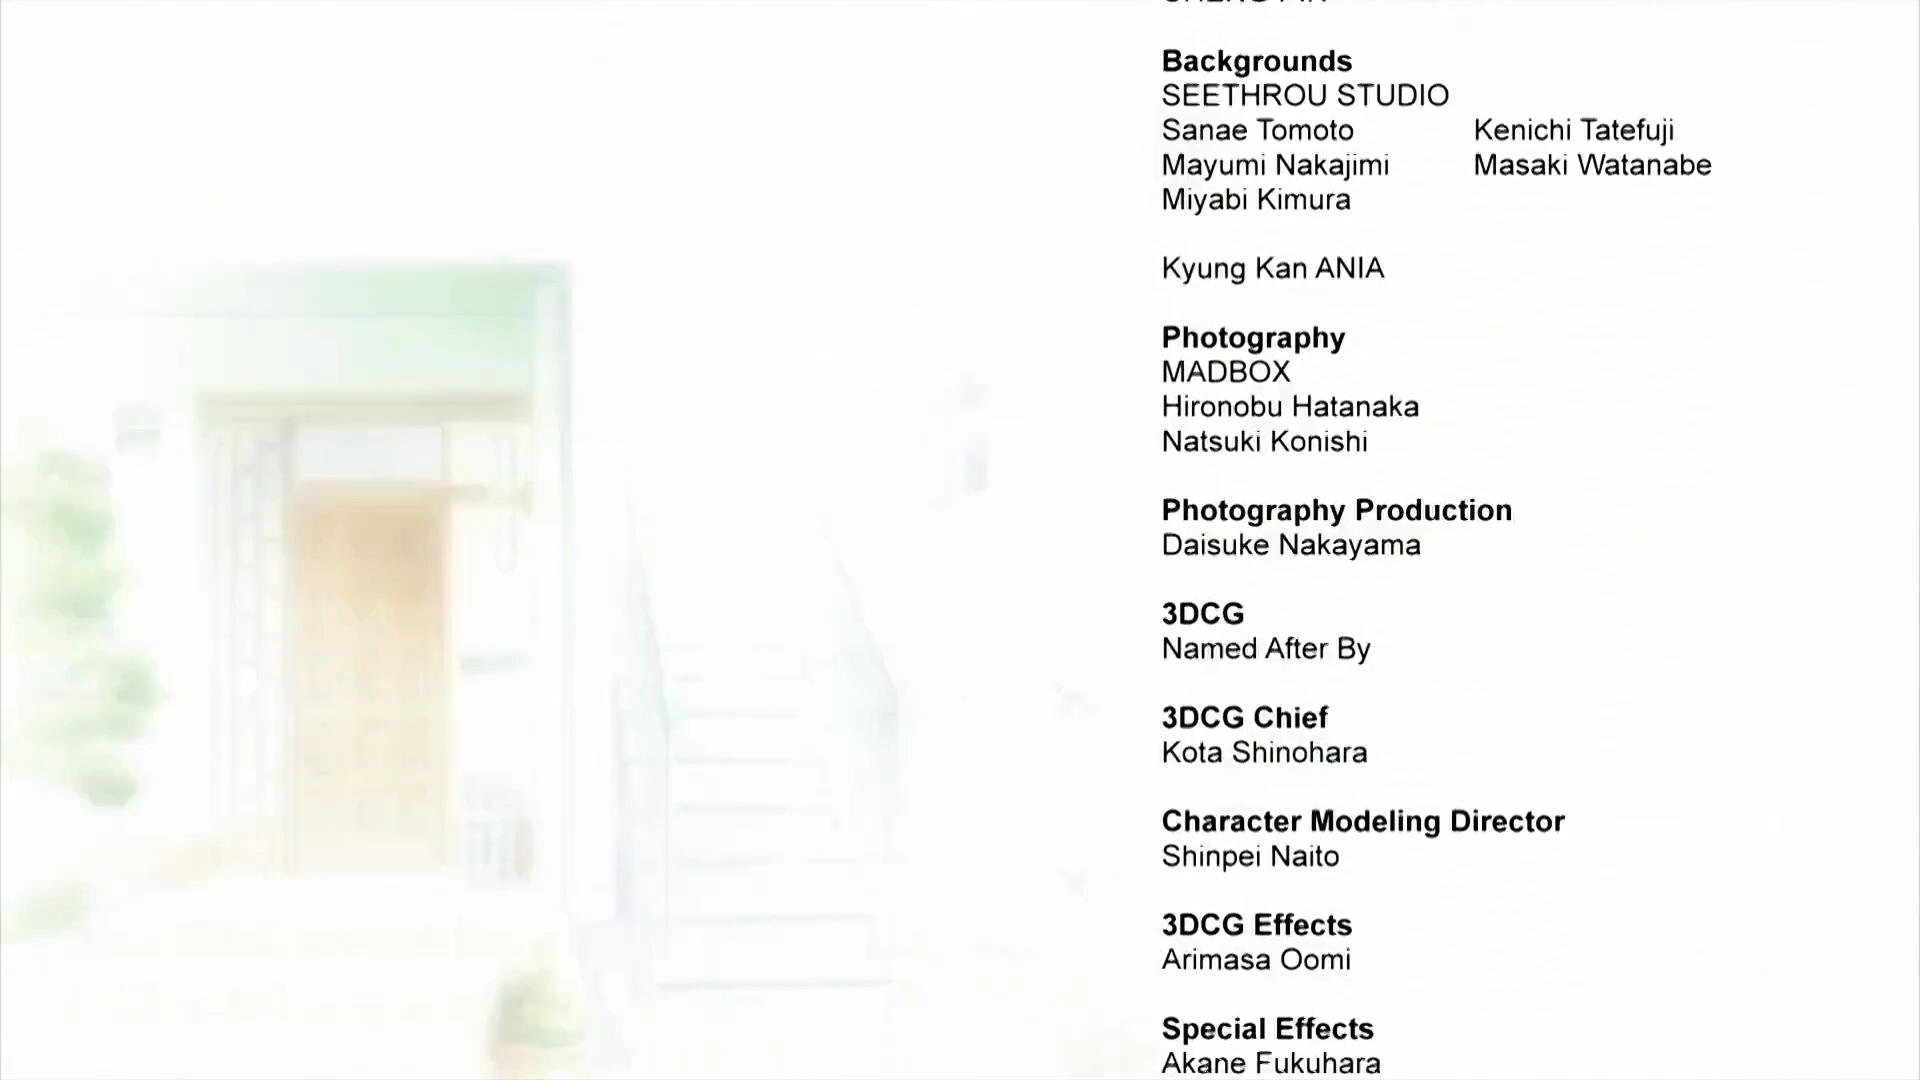 Backgrounds
SEETHROU STUDIO
Sanae Tomoto Kenichi Tatefuji
Mayumi Nakajimi Masaki Watanabe
Miyabi Kimura
Kyung Kan ANIA
Photography
MADBOX
Hironobu Hatanaka
Natsuki Konishi
Photography Production
Daisuke Nakayama
3DCG
Named After By
3DCG Chief
Kota Shinohara
Character Modeling Director
Shinpei Naito
3DCG Effects
Arimasa Oomi
Special Effects
Akane Fukuhara